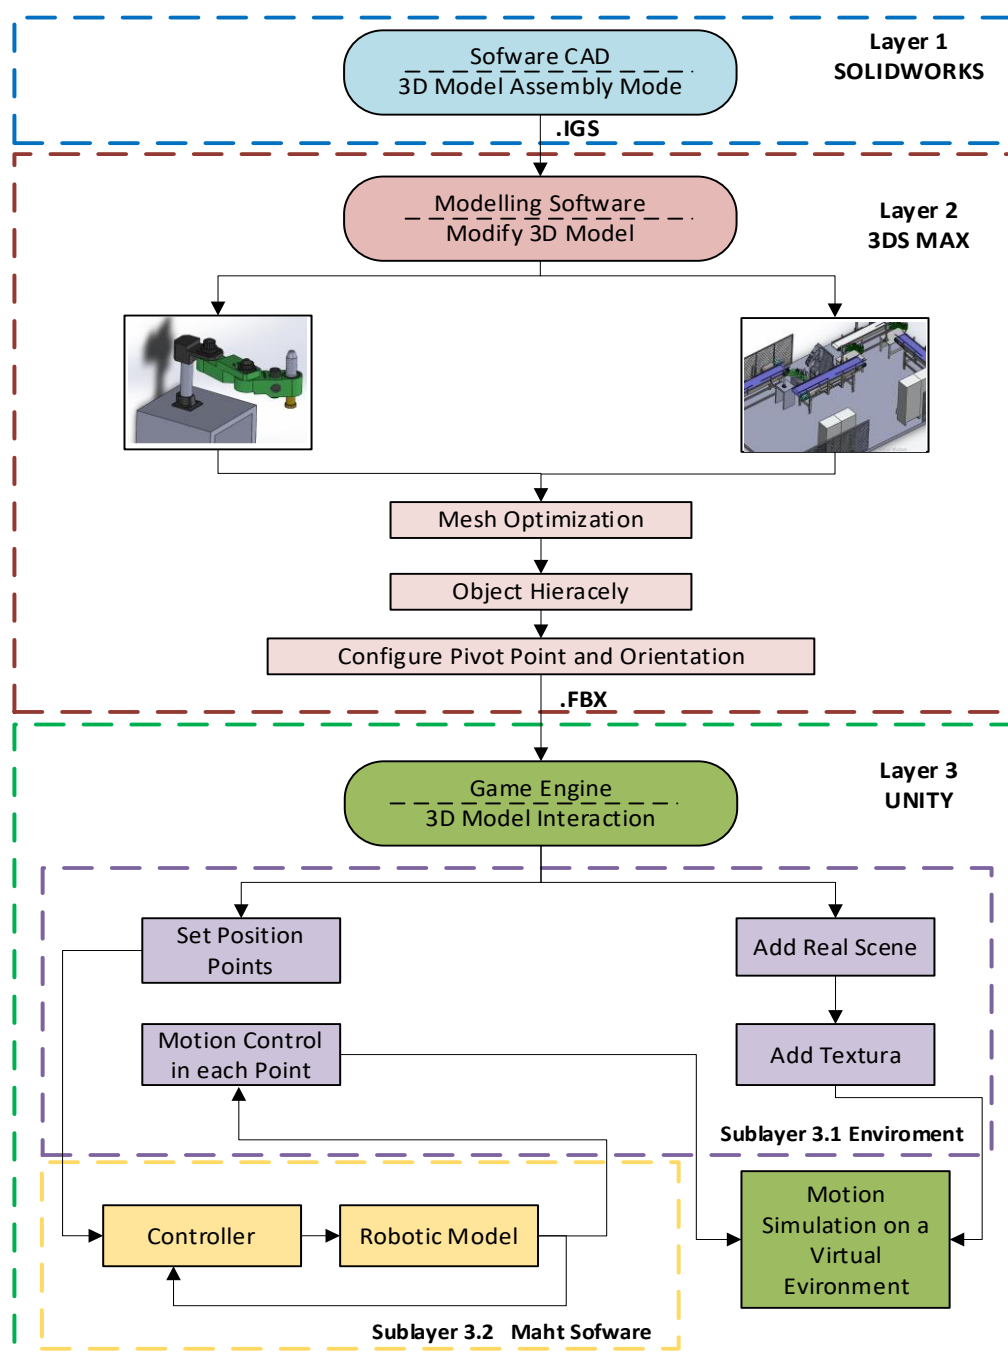 Layer 1
SOLIDWORKS
Sofware CAD
3D Model Assembly Mode
.IGS
Layer 2
3DS MAX
Modelling Software
Modify 3D Model
Mesh Optimization
Object Hieracely
Configure Pivot Point and Orientation
.FBX
Layer 3
UNITY
Game Engine
3D Model Interaction
Set Position
Points
Add Real Scene
Motion Control
in each Point
Add Textura
Sublayer 3.1 Enviroment
Controller
Robotic Model
Motion
Simulation on a
Virtual
Evironment
Sublayer 3.2 Maht Sofware